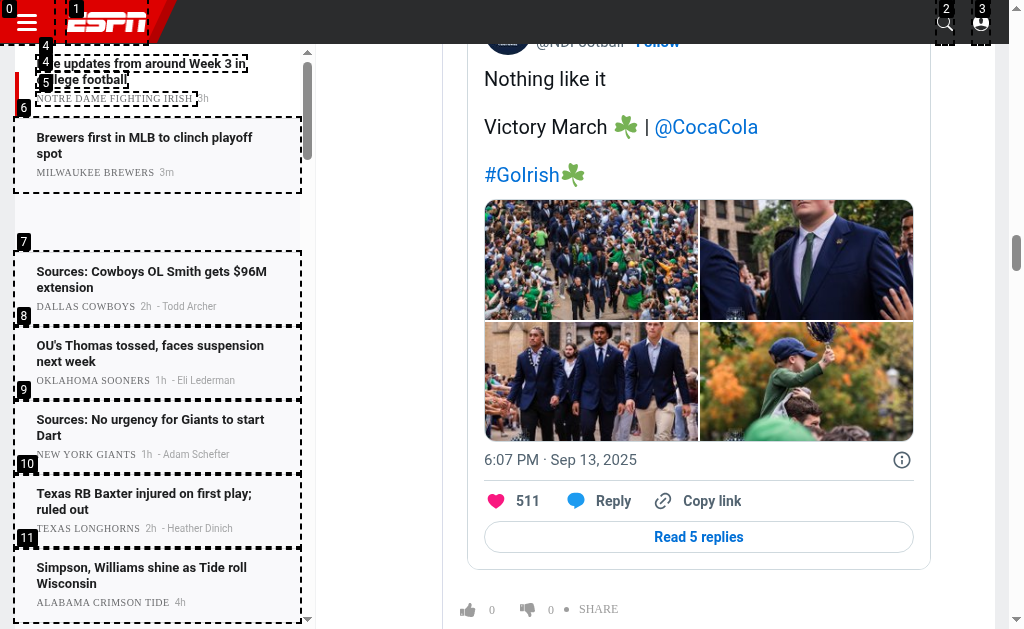 0
1
ESPN
2
3
4
4
Live updates from around Week 3 in
5
college football
NOTRE DAME FIGHTING IRISH 3h
6
Brewers first in MLB to clinch playoff
spot
MILWAUKEE BREWERS 3m
7
Sources: Cowboys OL Smith gets $96M
extension
DALLAS COWBOYS 2h - Todd Archer
8
OU's Thomas tossed, faces suspension
next week
OKLAHOMA SOONERS 1h - Eli Lederman
9
Sources: No urgency for Giants to start
Dart
NEW YORK GIANTS 1h - Adam Schefter
10
Texas RB Baxter injured on first play;
ruled out
TEXAS LONGHORNS 2h - Heather Dinich
11
Simpson, Williams shine as Tide roll
Wisconsin
ALABAMA CRIMSON TIDE 4h
@NDFootball · Follow
Nothing like it
Victory March ☘️ | @CocaCola
#GoIrish☘️
6:07 PM · Sep 13, 2025
511 Reply Copy link
Read 5 replies
0 0 • SHARE